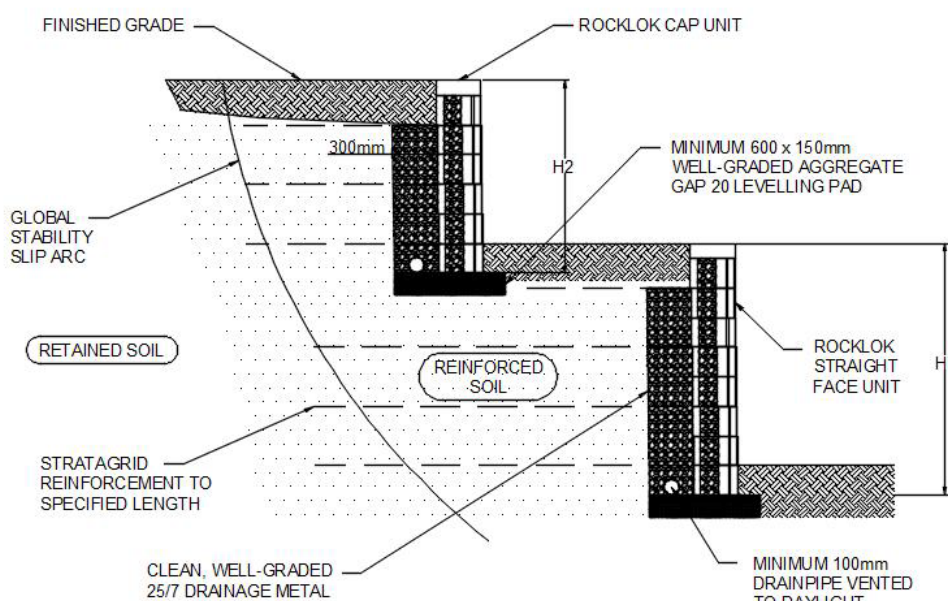 FINISHED GRADE
ROCKLOK CAP UNIT
300mm
H2
MINIMUM 600 x 150mm
WELL-GRADED AGGREGATE
GAP 20 LEVELLING PAD
GLOBAL
STABILITY
SLIP ARC
RETAINED SOIL
REINFORCED
SOIL
ROCKLOK
STRAIGHT
FACE UNIT
H
STRATAGRID
REINFORCEMENT TO
SPECIFIED LENGTH
CLEAN, WELL-GRADED
25/7 DRAINAGE METAL
MINIMUM 100mm
DRAINPIPE VENTED
TO DAYLIGHT